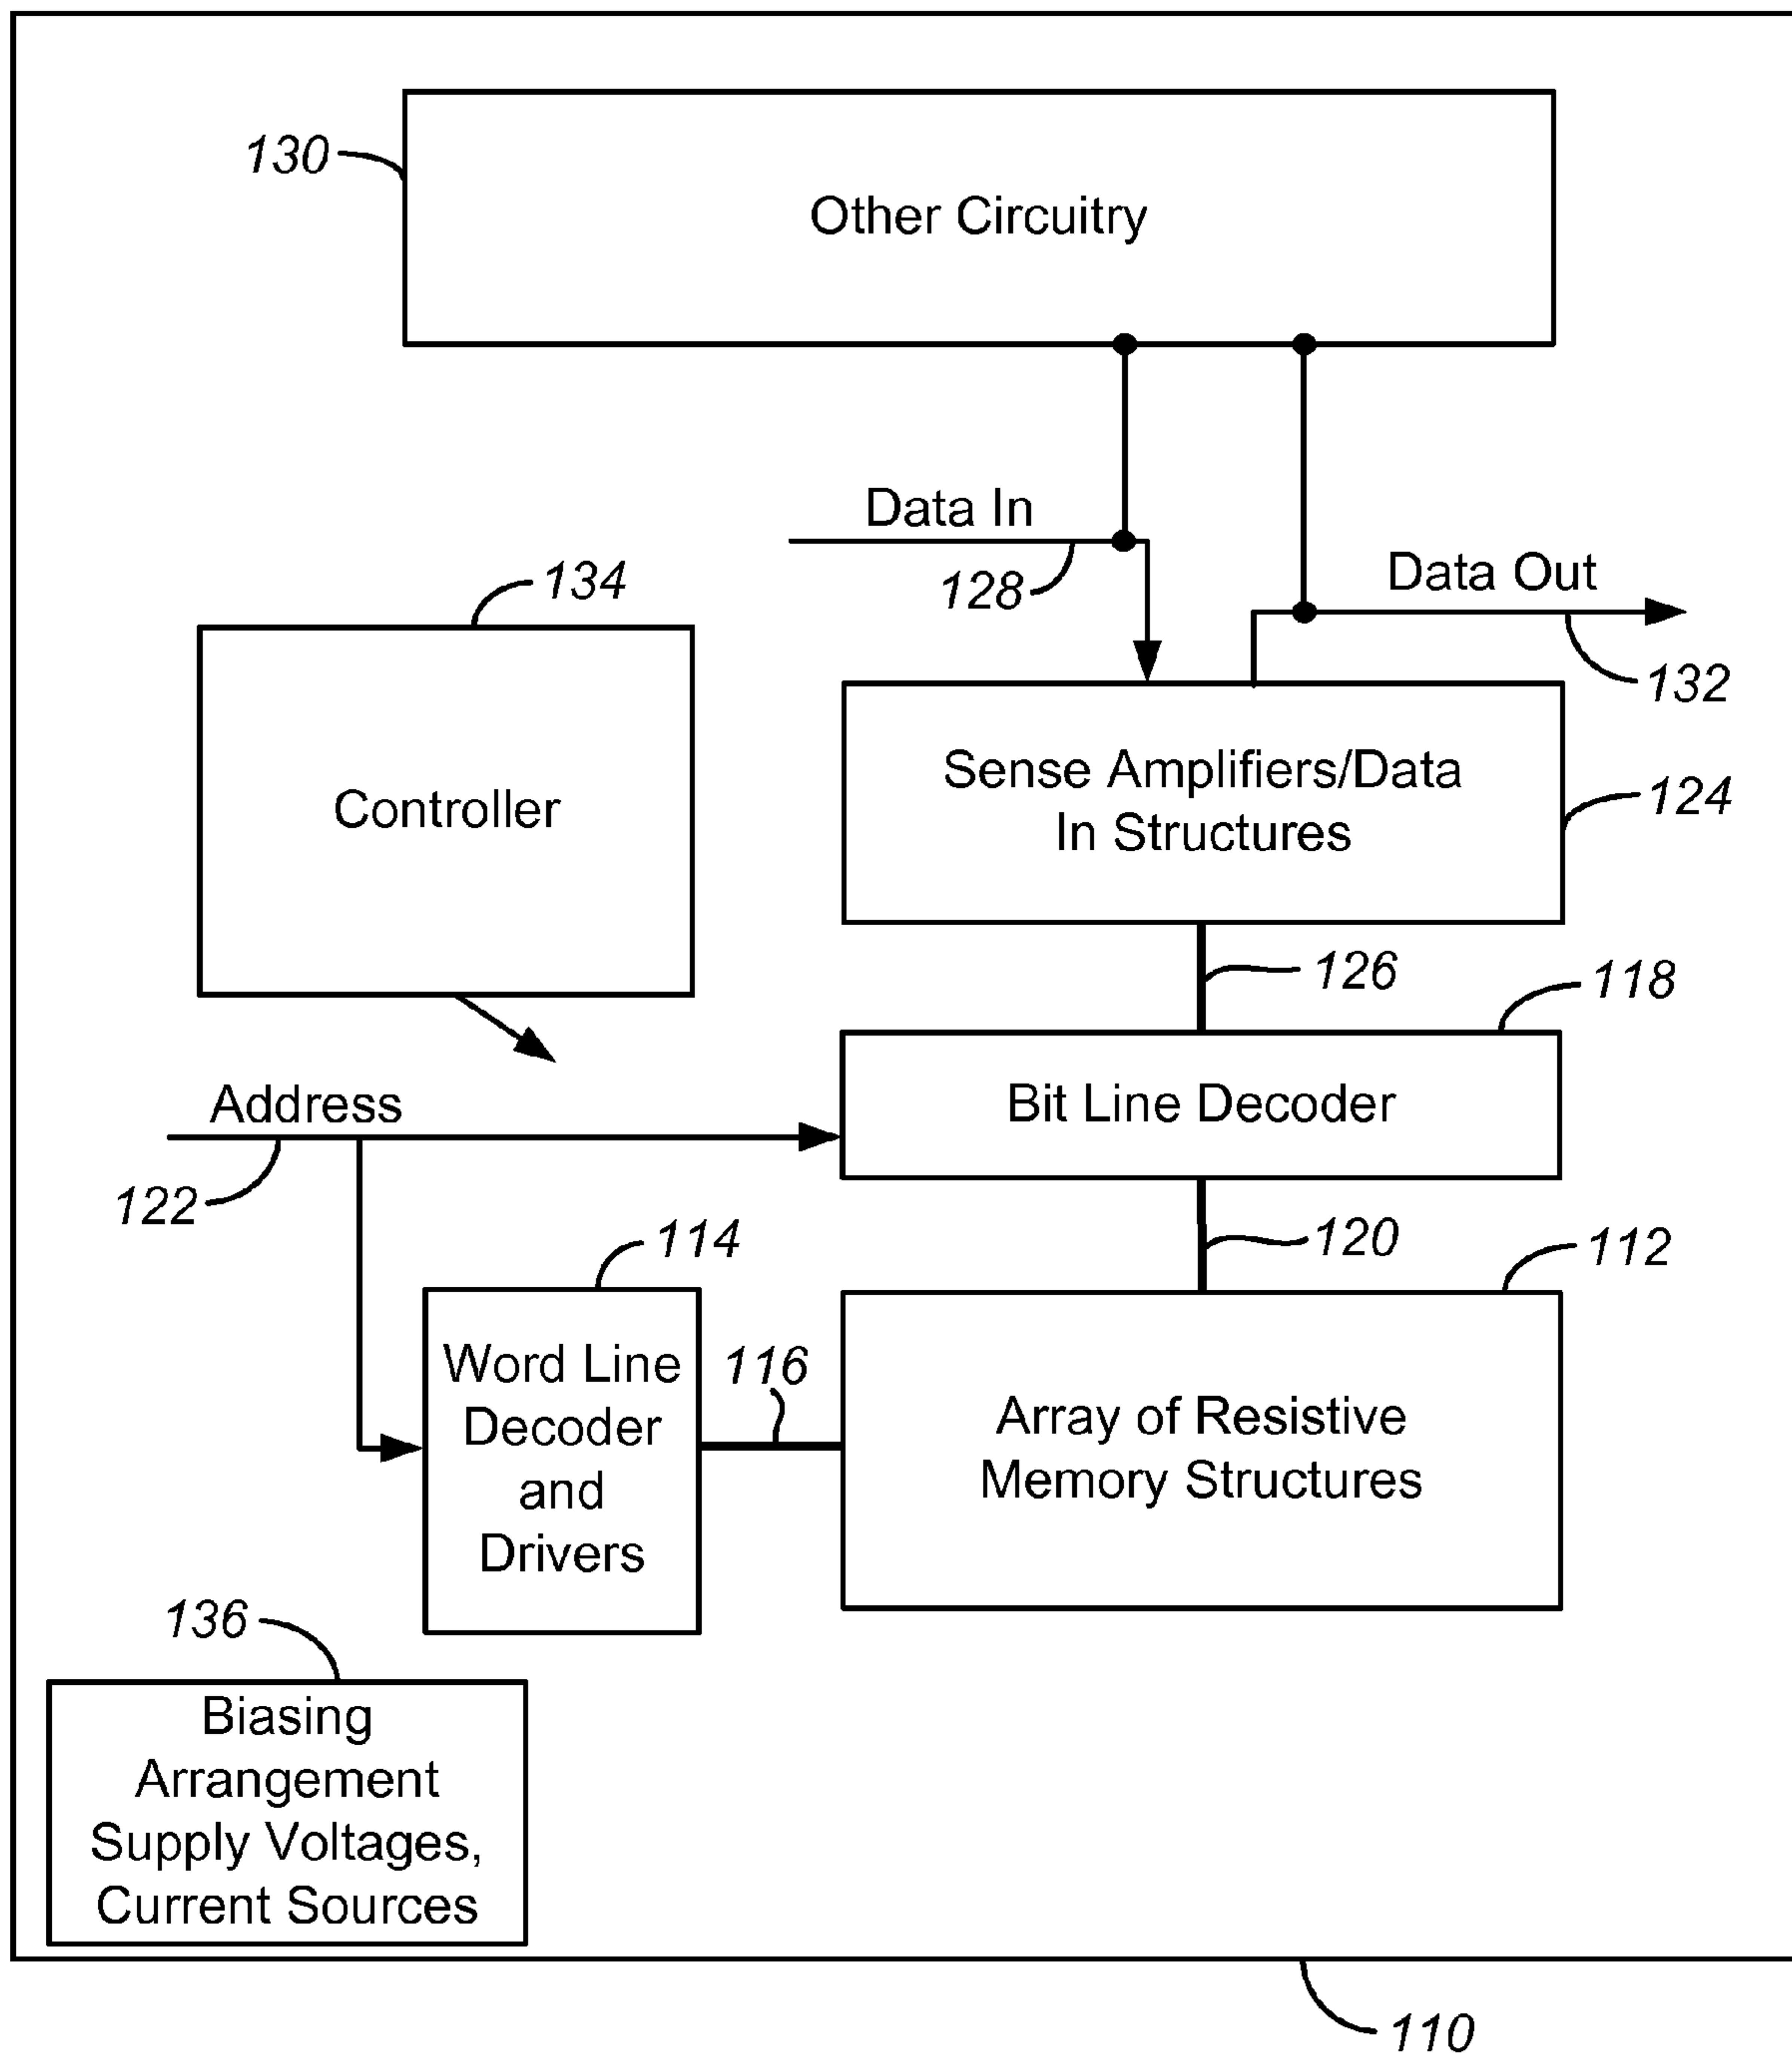 130
Other Circuitry
Data In
128
Data Out
132
134
Controller
Sense Amplifiers/Data
In Structures
124
126
118
Address
122
Bit Line Decoder
120
112
114
Word Line
Decoder
and
Drivers
116
Array of Resistive
Memory Structures
136
Biasing
Arrangement
Supply Voltages,
Current Sources
110